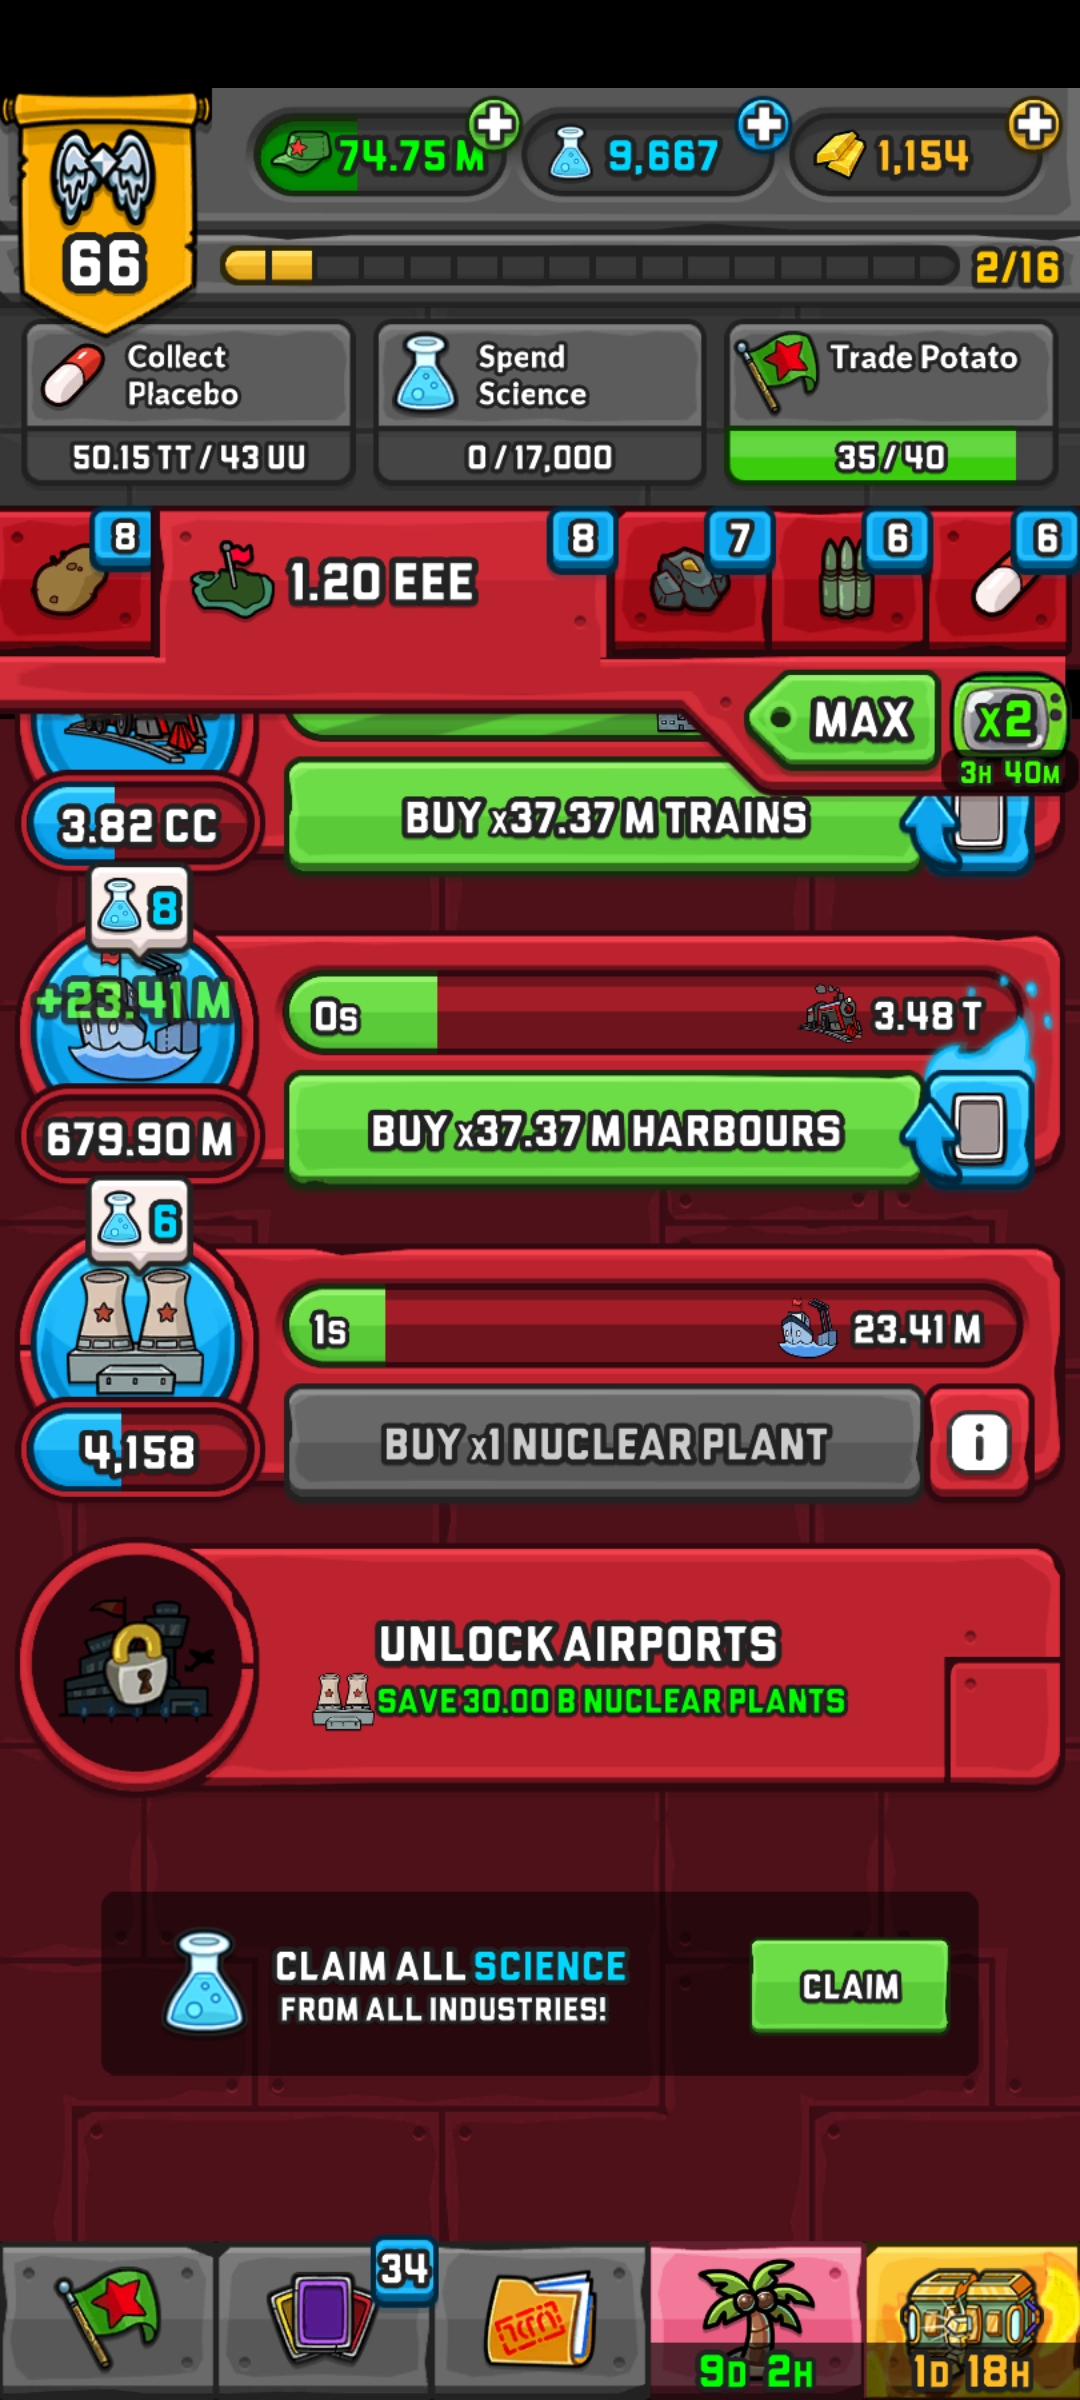 74.75 M
9,667
1,154
66
2/16
Collect
Placebo
50.15 TT / 43 UU
Spend
Science
0 / 17,000
Trade Potato
35 / 40
8
1.20 EEE
8
7
6
6
MAX
x2
3H 40M
3.82 CC
BUY x37.37 M TRAINS
8
+23.41 M
0s
3.48 T
679.90 M
BUY x37.37 M HARBOURS
6
1s
23.41 M
4,158
BUY x1 NUCLEAR PLANT
i
UNLOCK AIRPORTS
SAVE 30.00 B NUCLEAR PLANTS
CLAIM ALL SCIENCE
FROM ALL INDUSTRIES!
CLAIM
34
9D 2H
1D 18H